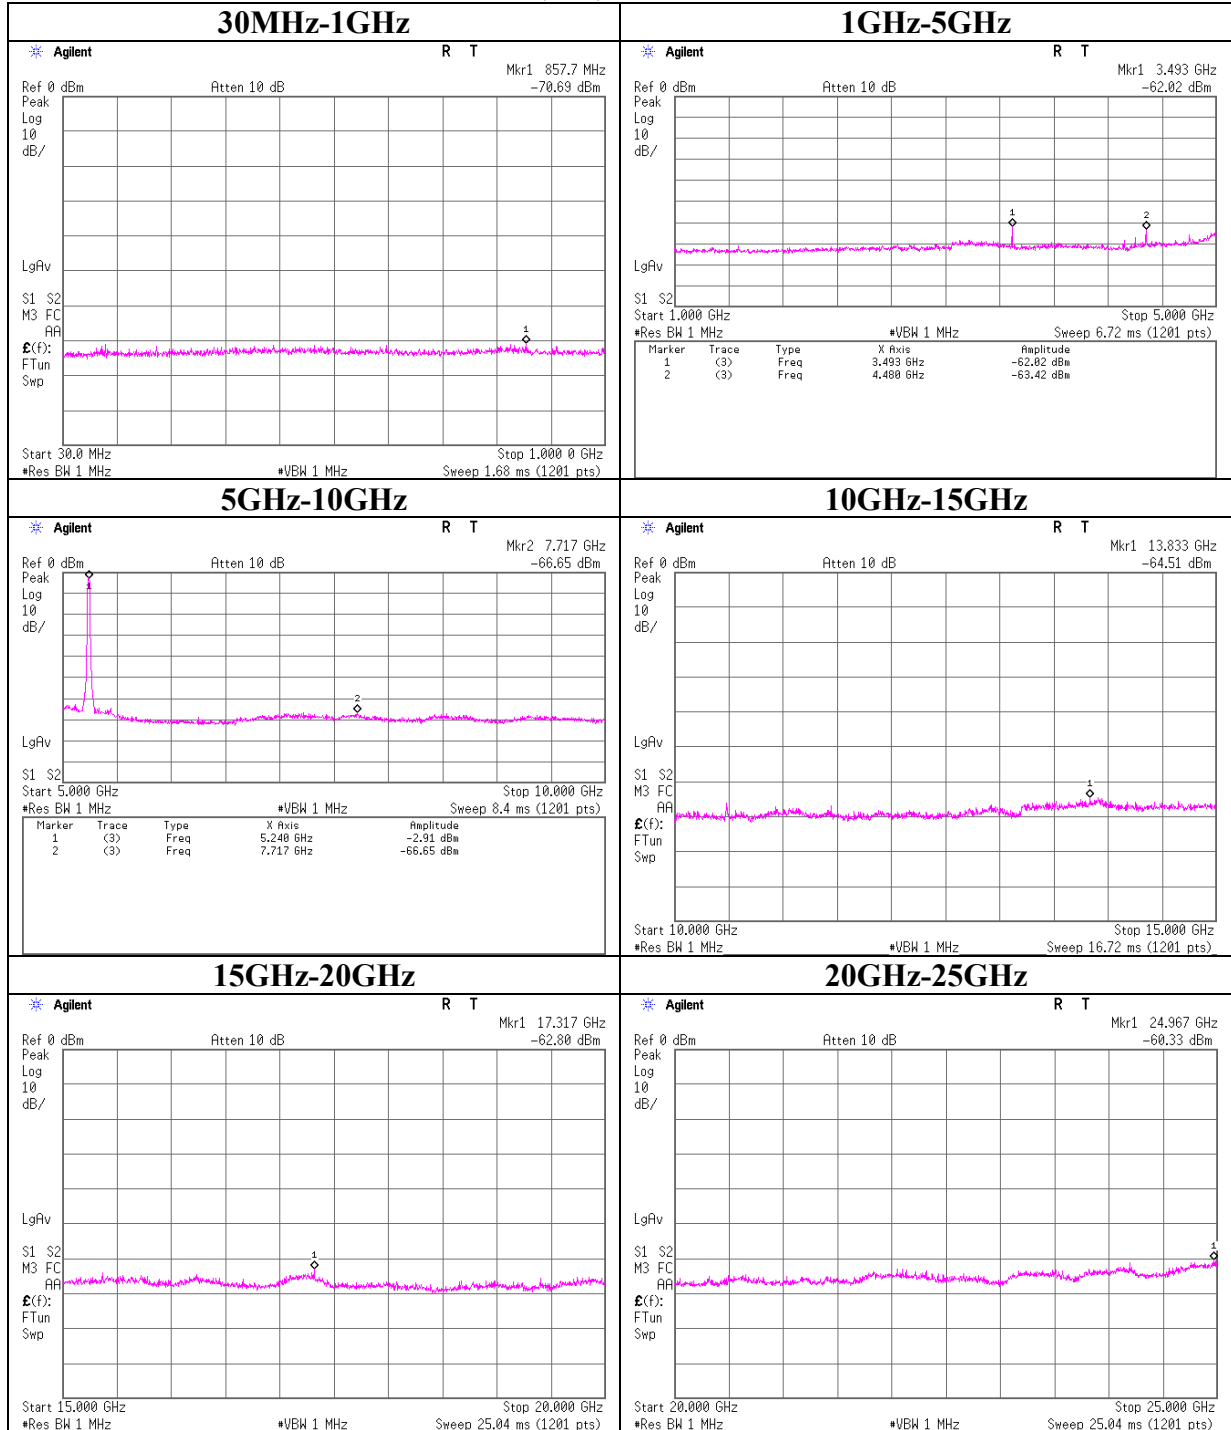 30MHz-1GHz
Agilent R T
Mkr1 857.7 MHz
Ref 0 dBm Atten 10 dB -70.69 dBm
Peak
Log
10
dB/
1
LgAv
S1 S2
M3 FC
AA
£(f):
FTun
Swp
Start 30.0 MHz Stop 1.000 0 GHz
#Res BW 1 MHz #VBW 1 MHz Sweep 1.68 ms (1201 pts)
1GHz-5GHz
Agilent R T
Mkr1 3.493 GHz
Ref 0 dBm Atten 10 dB -62.02 dBm
Peak
Log
10
dB/
1 2
LgAv
S1 S2
Start 1.000 GHz Stop 5.000 GHz
#Res BW 1 MHz #VBW 1 MHz Sweep 6.72 ms (1201 pts)
Marker Trace Type X Axis Amplitude
1 (3) Freq 3.493 GHz -62.02 dBm
2 (3) Freq 4.480 GHz -63.42 dBm
5GHz-10GHz
Agilent R T
Mkr2 7.717 GHz
Ref 0 dBm Atten 10 dB -66.65 dBm
Peak
Log
10
dB/
1
2
LgAv
S1 S2
Start 5.000 GHz Stop 10.000 GHz
#Res BW 1 MHz #VBW 1 MHz Sweep 8.4 ms (1201 pts)
Marker Trace Type X Axis Amplitude
1 (3) Freq 5.240 GHz -2.91 dBm
2 (3) Freq 7.717 GHz -66.65 dBm
10GHz-15GHz
Agilent R T
Mkr1 13.833 GHz
Ref 0 dBm Atten 10 dB -64.51 dBm
Peak
Log
10
dB/
LgAv
S1 S2
1
M3 FC
AA
£(f):
FTun
Swp
Start 10.000 GHz Stop 15.000 GHz
#Res BW 1 MHz #VBW 1 MHz Sweep 16.72 ms (1201 pts)
15GHz-20GHz
Agilent R T
Mkr1 17.317 GHz
Ref 0 dBm Atten 10 dB -62.80 dBm
Peak
Log
10
dB/
LgAv
S1 S2
1
M3 FC
AA
£(f):
FTun
Swp
Start 15.000 GHz Stop 20.000 GHz
#Res BW 1 MHz #VBW 1 MHz Sweep 25.04 ms (1201 pts)
20GHz-25GHz
Agilent R T
Mkr1 24.967 GHz
Ref 0 dBm Atten 10 dB -60.33 dBm
Peak
Log
10
dB/
LgAv
1
S1 S2
M3 FC
AA
£(f):
FTun
Swp
Start 20.000 GHz Stop 25.000 GHz
#Res BW 1 MHz #VBW 1 MHz Sweep 25.04 ms (1201 pts)